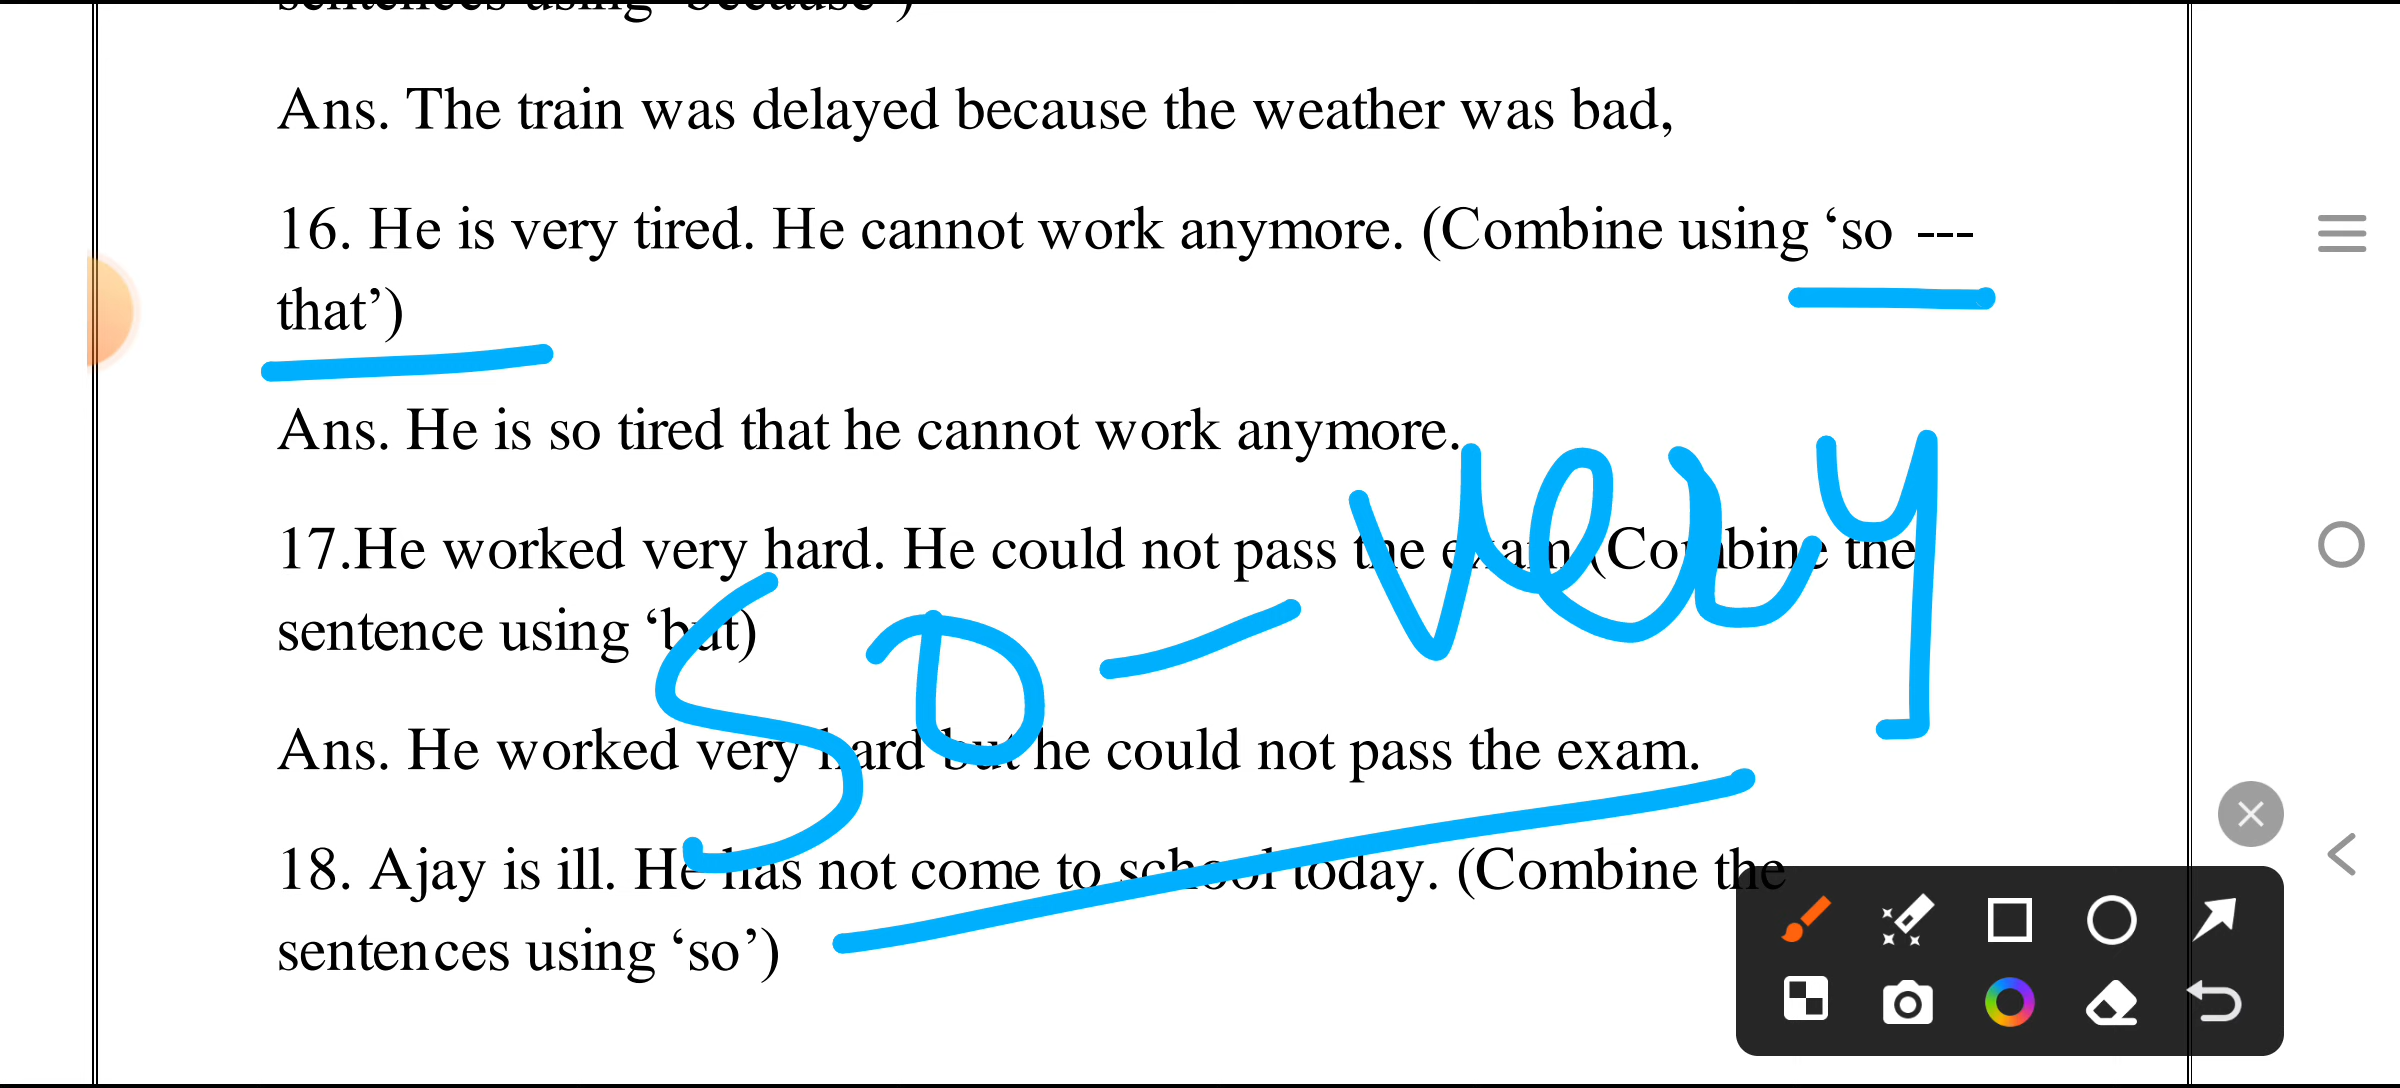 sentences using ‘because’)
Ans. The train was delayed because the weather was bad,
16. He is very tired. He cannot work anymore. (Combine using ‘so ---
that’)
Ans. He is so tired that he cannot work anymore.
very
17.He worked very hard. He could not pass the exam (Combine the
sentence using ‘but)
so —
Ans. He worked very hard but he could not pass the exam.
18. Ajay is ill. He has not come to school today. (Combine the
sentences using ‘so’)